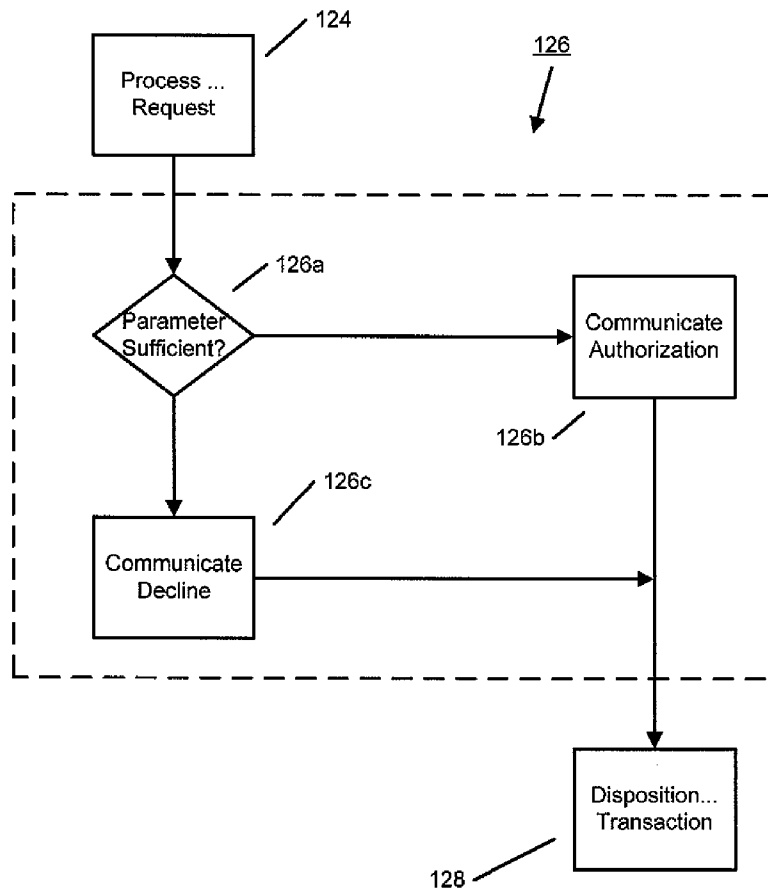 124
126
Process ...
Request
126a
Parameter
Sufficient?
Communicate
Authorization
126b
126c
Communicate
Decline
Disposition...
Transaction
128